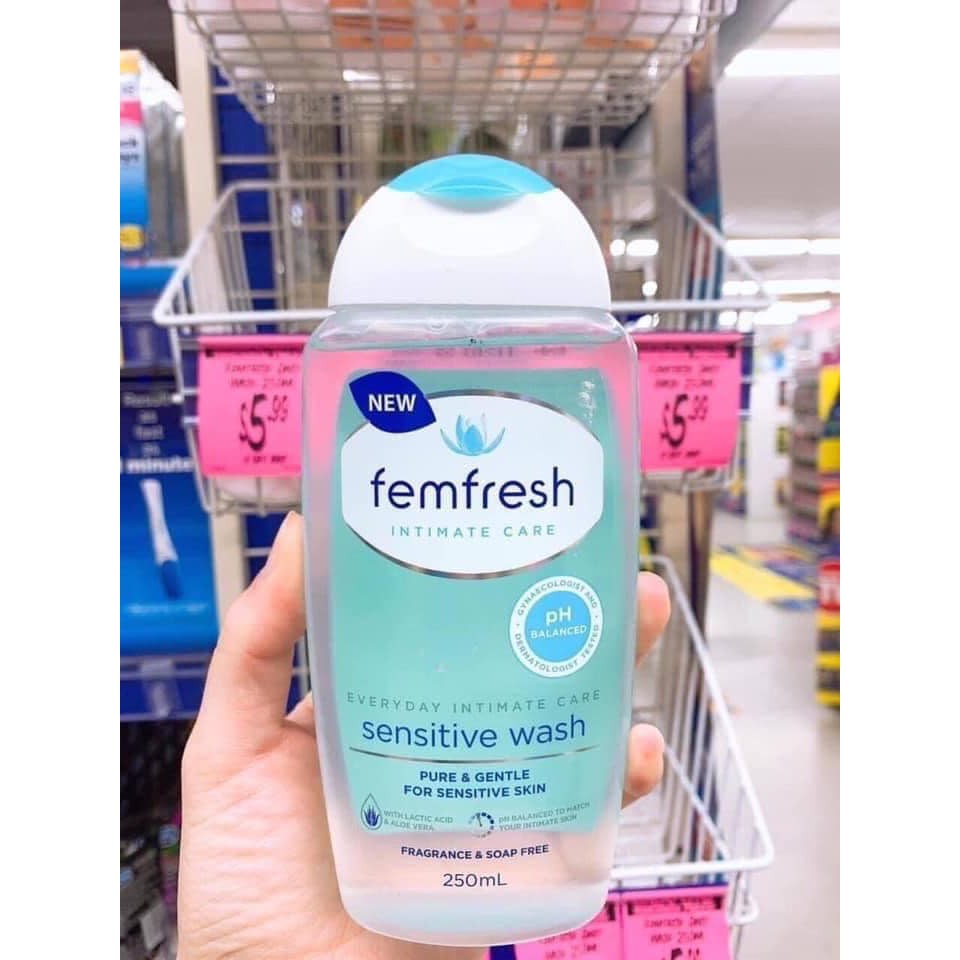 NEW
femfresh
INTIMATE CARE
GYNAECOLOGIST AND
pH
BALANCED
DERMATOLOGIST TESTED
EVERYDAY INTIMATE CARE
sensitive wash
PURE & GENTLE
FOR SENSITIVE SKIN
WITH LACTIC ACID
& ALOE VERA
PH BALANCED TO MATCH
YOUR INTIMATE SKIN
FRAGRANCE & SOAP FREE
250mL
$5.99
$5.99
minute